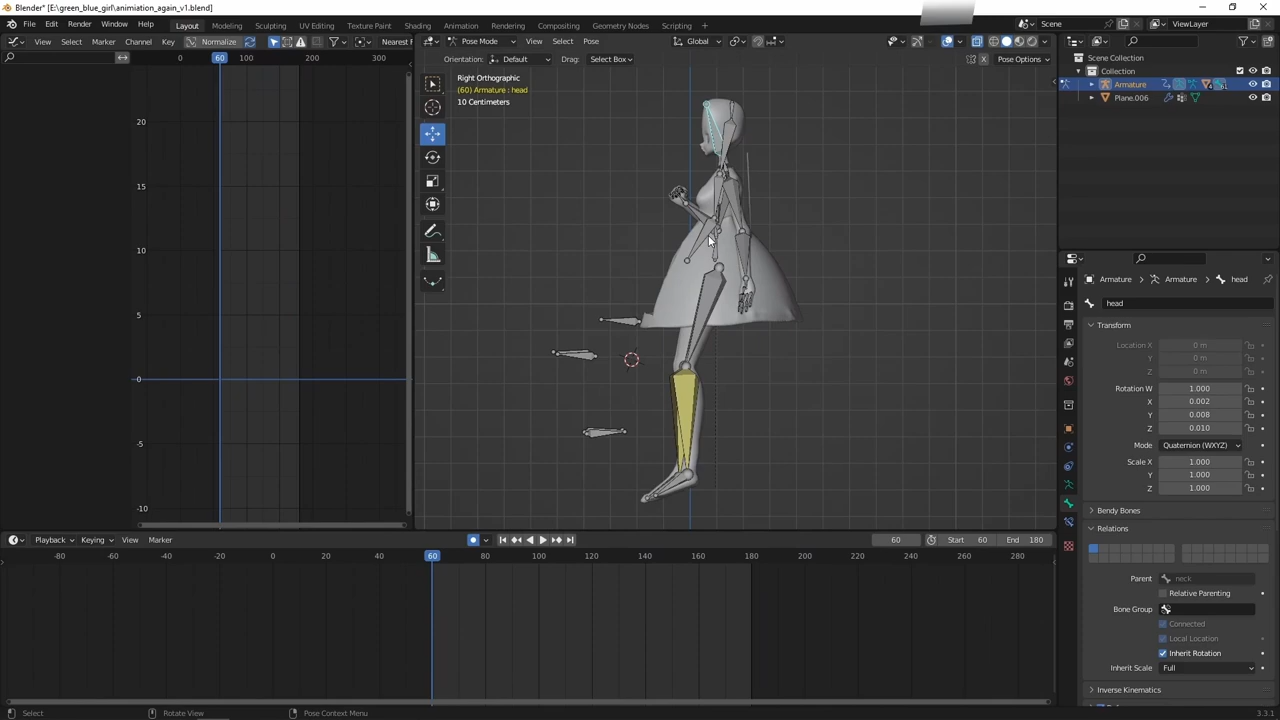 Blender* [E:\green_blue_girl\animiation_again_v1.blend]
File Edit Render Window Help Layout Modeling Sculpting UV Editing Texture Paint Shading Animation Rendering Compositing Geometry Nodes Scripting Scene ViewLayer
View Select Marker Channel Key Normalize Nearest F Pose Mode View Select Pose Global
0 60 100 200 300
Orientation: Default Drag: Select Box X Pose Options
Scene Collection
Collection
Armature 4 61
Plane.006
Right Orthographic
(60) Armature : head
10 Centimeters
20
15
10
5
0
-5
-10
Armature Armature head
head
Transform
Location X 0 m
Y 0 m
Z 0 m
Rotation W 1.000
X 0.002
Y 0.008
Z 0.010
Mode Quaternion (WXYZ)
Scale X 1.000
Y 1.000
Z 1.000
Bendy Bones
Relations
Parent neck
Relative Parenting
Bone Group
Connected
Local Location
Inherit Rotation
Inherit Scale Full
Inverse Kinematics
Playback Keying View Marker 60 Start 60 End 180
-80 -60 -40 -20 0 20 40 60 80 100 120 140 160 180 200 220 240 260 280
Select Rotate View Pose Context Menu 3.3.1